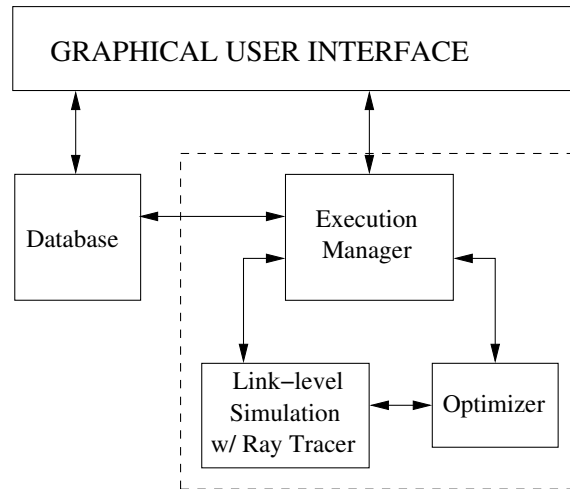 GRAPHICAL USER INTERFACE
Database
Execution
Manager
Link−level
Simulation
w/ Ray Tracer
Optimizer